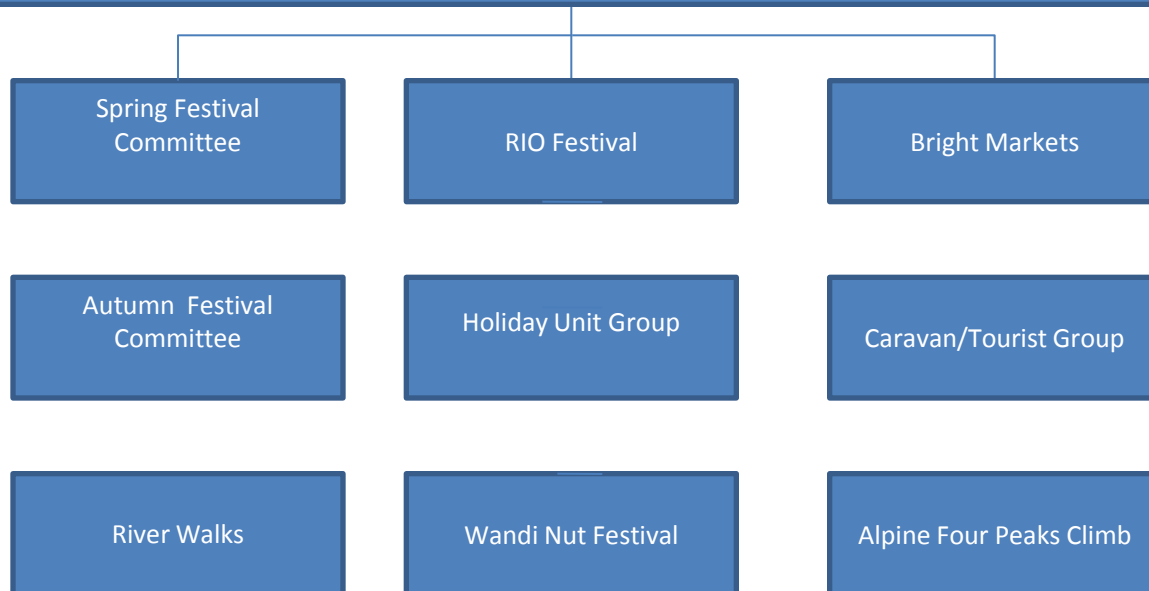 Spring Festival
Committee
RIO Festival
Bright Markets
Autumn  Festival
Committee
Holiday Unit Group
Caravan/Tourist Group
River Walks
Wandi Nut Festival
Alpine Four Peaks Climb